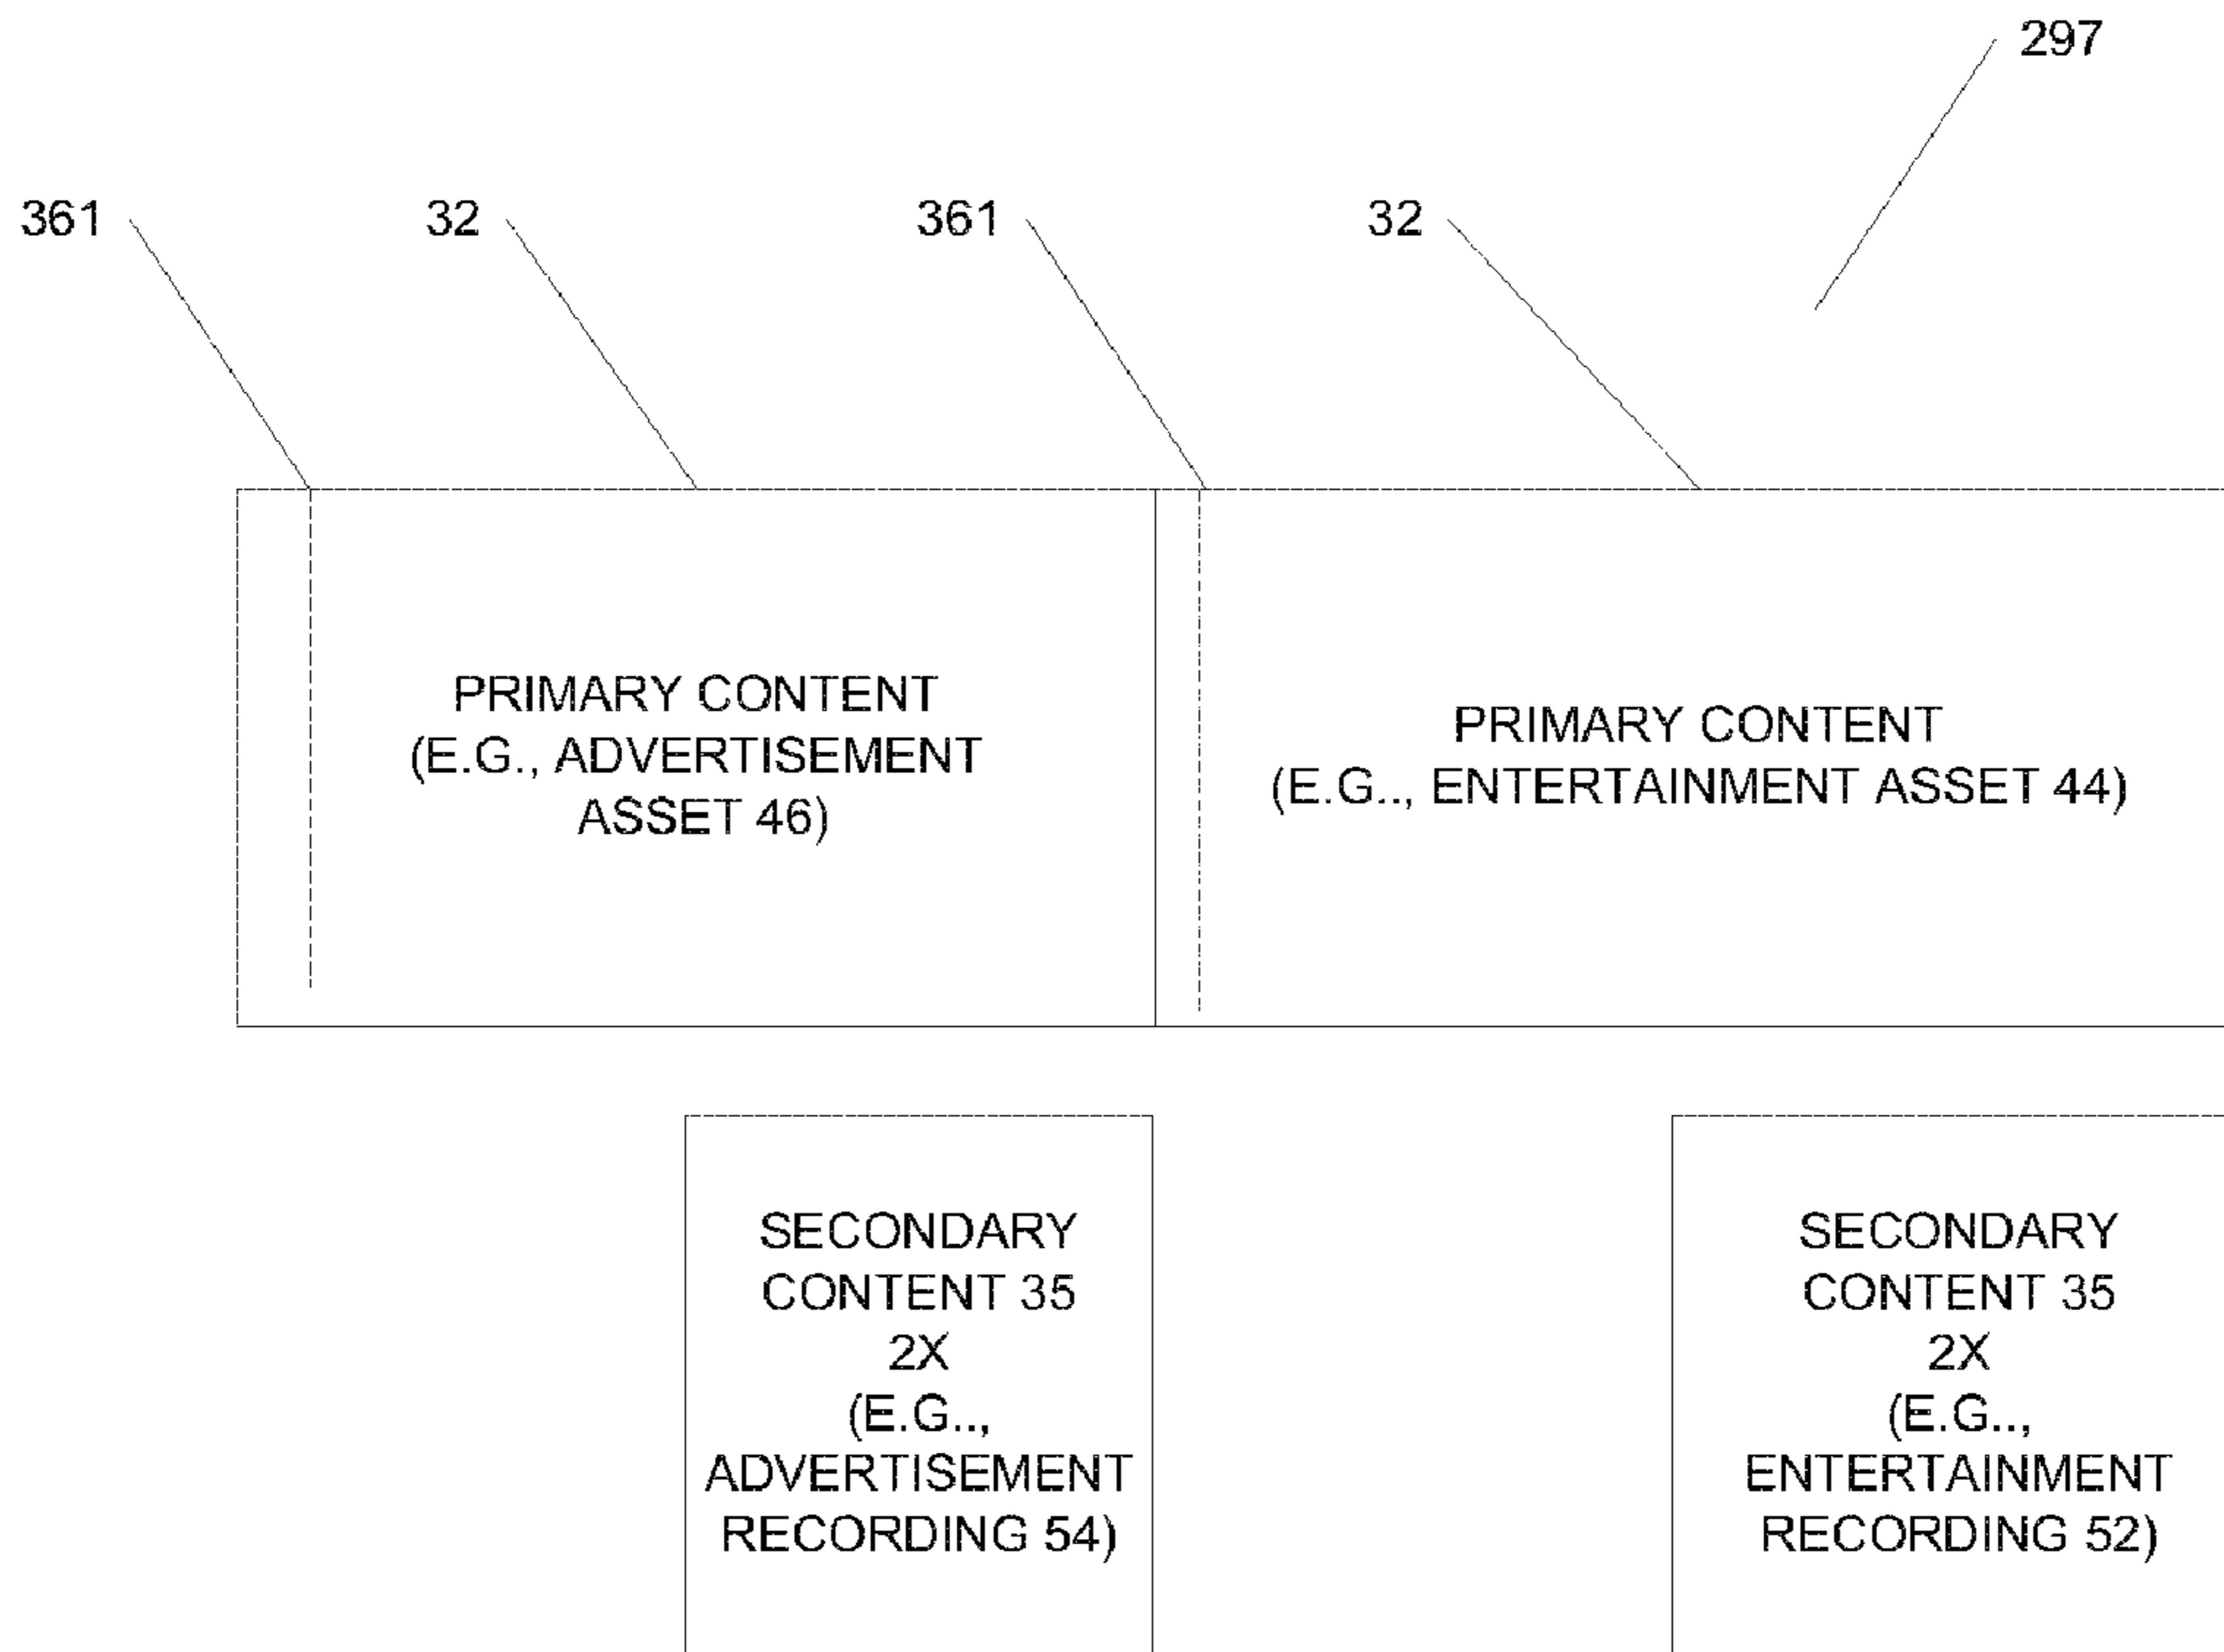 297
361
32
361
32
PRIMARY CONTENT
(E.G., ADVERTISEMENT
ASSET 46)
PRIMARY CONTENT
(E.G.., ENTERTAINMENT ASSET 44)
SECONDARY
CONTENT 35
2X
(E.G..,
ADVERTISEMENT
RECORDING 54)
SECONDARY
CONTENT 35
2X
(E.G..,
ENTERTAINMENT
RECORDING 52)